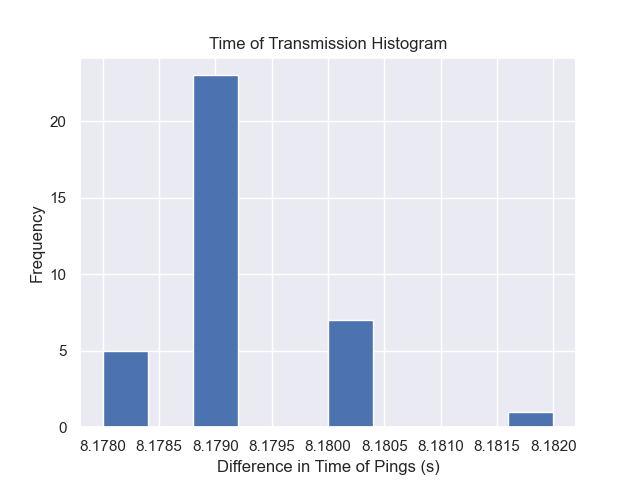 Time of Transmission Histogram
Frequency
20
15
10
5
0
8.1780 8.1785 8.1790 8.1795 8.1800 8.1805 8.1810 8.1815 8.1820
Difference in Time of Pings (s)